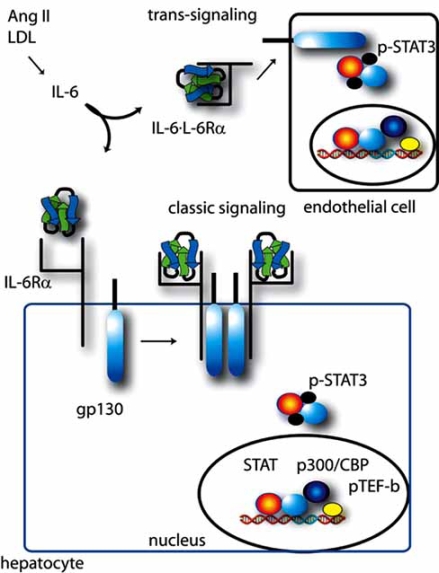 Ang II
LDL
trans-signaling
p-STAT3
IL-6
IL-6·L-6Rα
classic signaling
endothelial cell
IL-6Rα
gp130
p-STAT3
STAT p300/CBP
pTEF-b
nucleus
hepatocyte